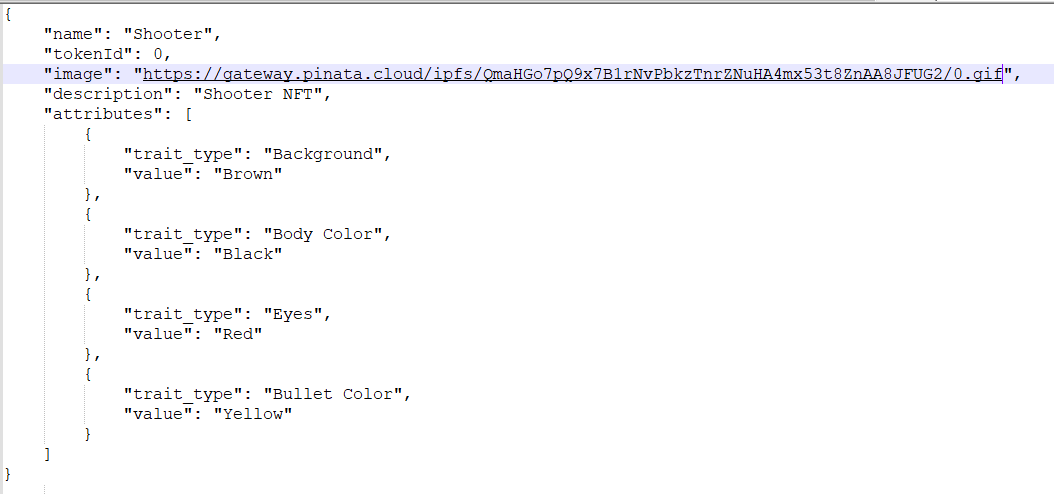 {
    "name": "Shooter",
    "tokenId": 0,
    "image": "https://gateway.pinata.cloud/ipfs/QmaHGo7pQ9x7B1rNvPbkzTnrZNuHA4mx53t8ZnAA8JFUG2/0.gif",
    "description": "Shooter NFT",
    "attributes": [
        {
            "trait_type": "Background",
            "value": "Brown"
        },
        {
            "trait_type": "Body Color",
            "value": "Black"
        },
        {
            "trait_type": "Eyes",
            "value": "Red"
        },
        {
            "trait_type": "Bullet Color",
            "value": "Yellow"
        }
    ]
}